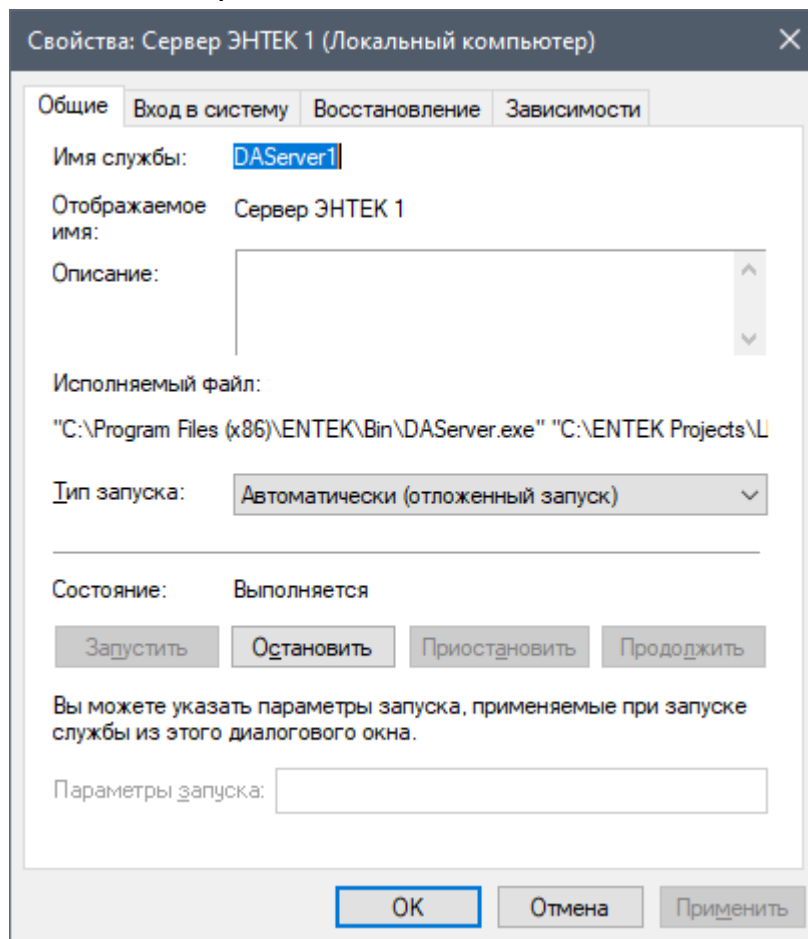 Свойства: Сервер ЭНТЕК 1 (Локальный компьютер)
Общие Вход в систему Восстановление Зависимости
Имя службы: DAServer1
Отображаемое имя: Сервер ЭНТЕК 1
Описание:
Исполняемый файл:
"C:\Program Files (x86)\ENTEK\Bin\DAServer.exe" "C:\ENTEK Projects\
Тип запуска: Автоматически (отложенный запуск)
Состояние: Выполняется
Запустить Остановить Приостановить Продолжить
Вы можете указать параметры запуска, применяемые при запуске
службы из этого диалогового окна.
Параметры запуска:
ОК Отмена Применить